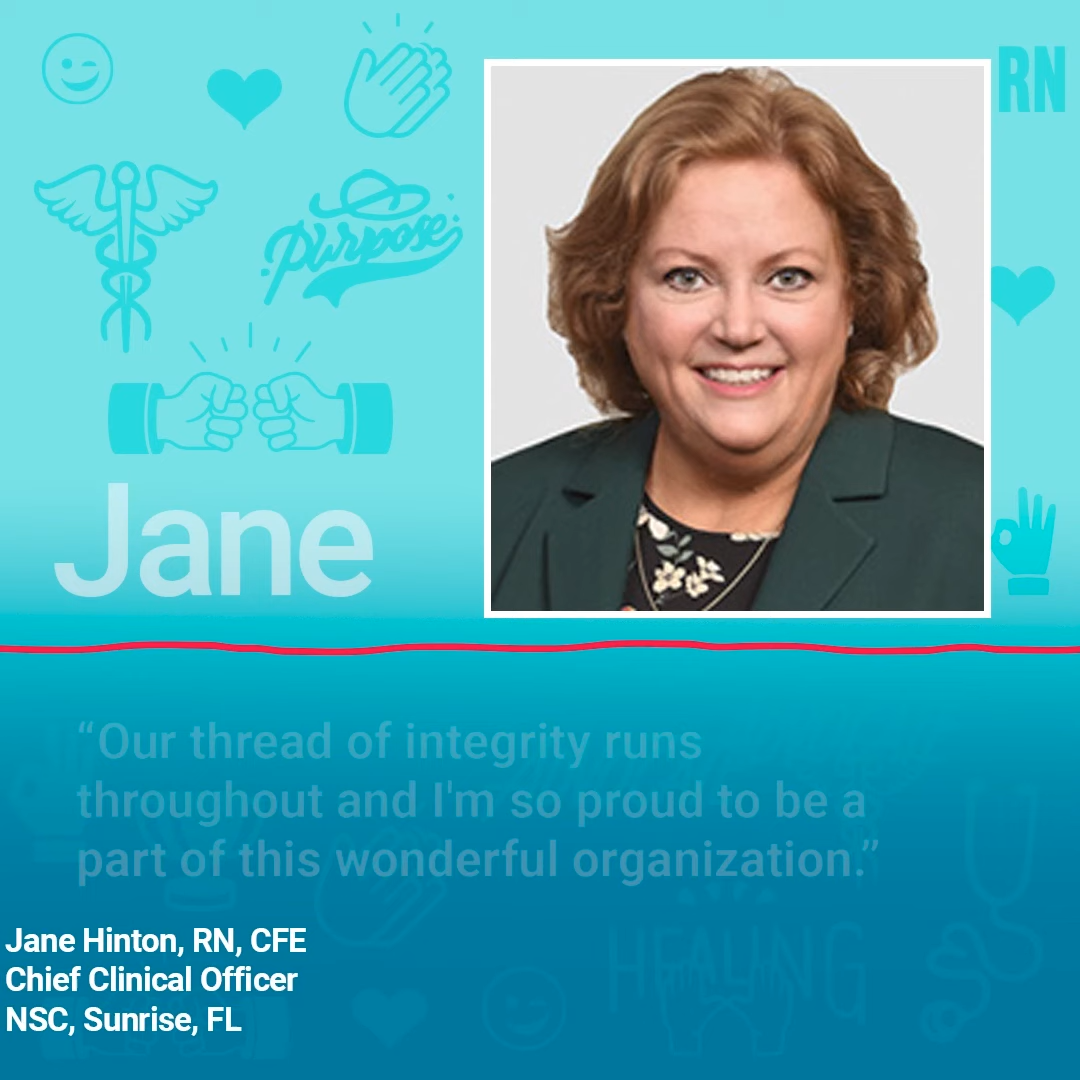 RN
Purpose
Jane
“Our thread of integrity runs
throughout and I'm so proud to be a
part of this wonderful organization.”
HEALING
Jane Hinton, RN, CFE
Chief Clinical Officer
NSC, Sunrise, FL